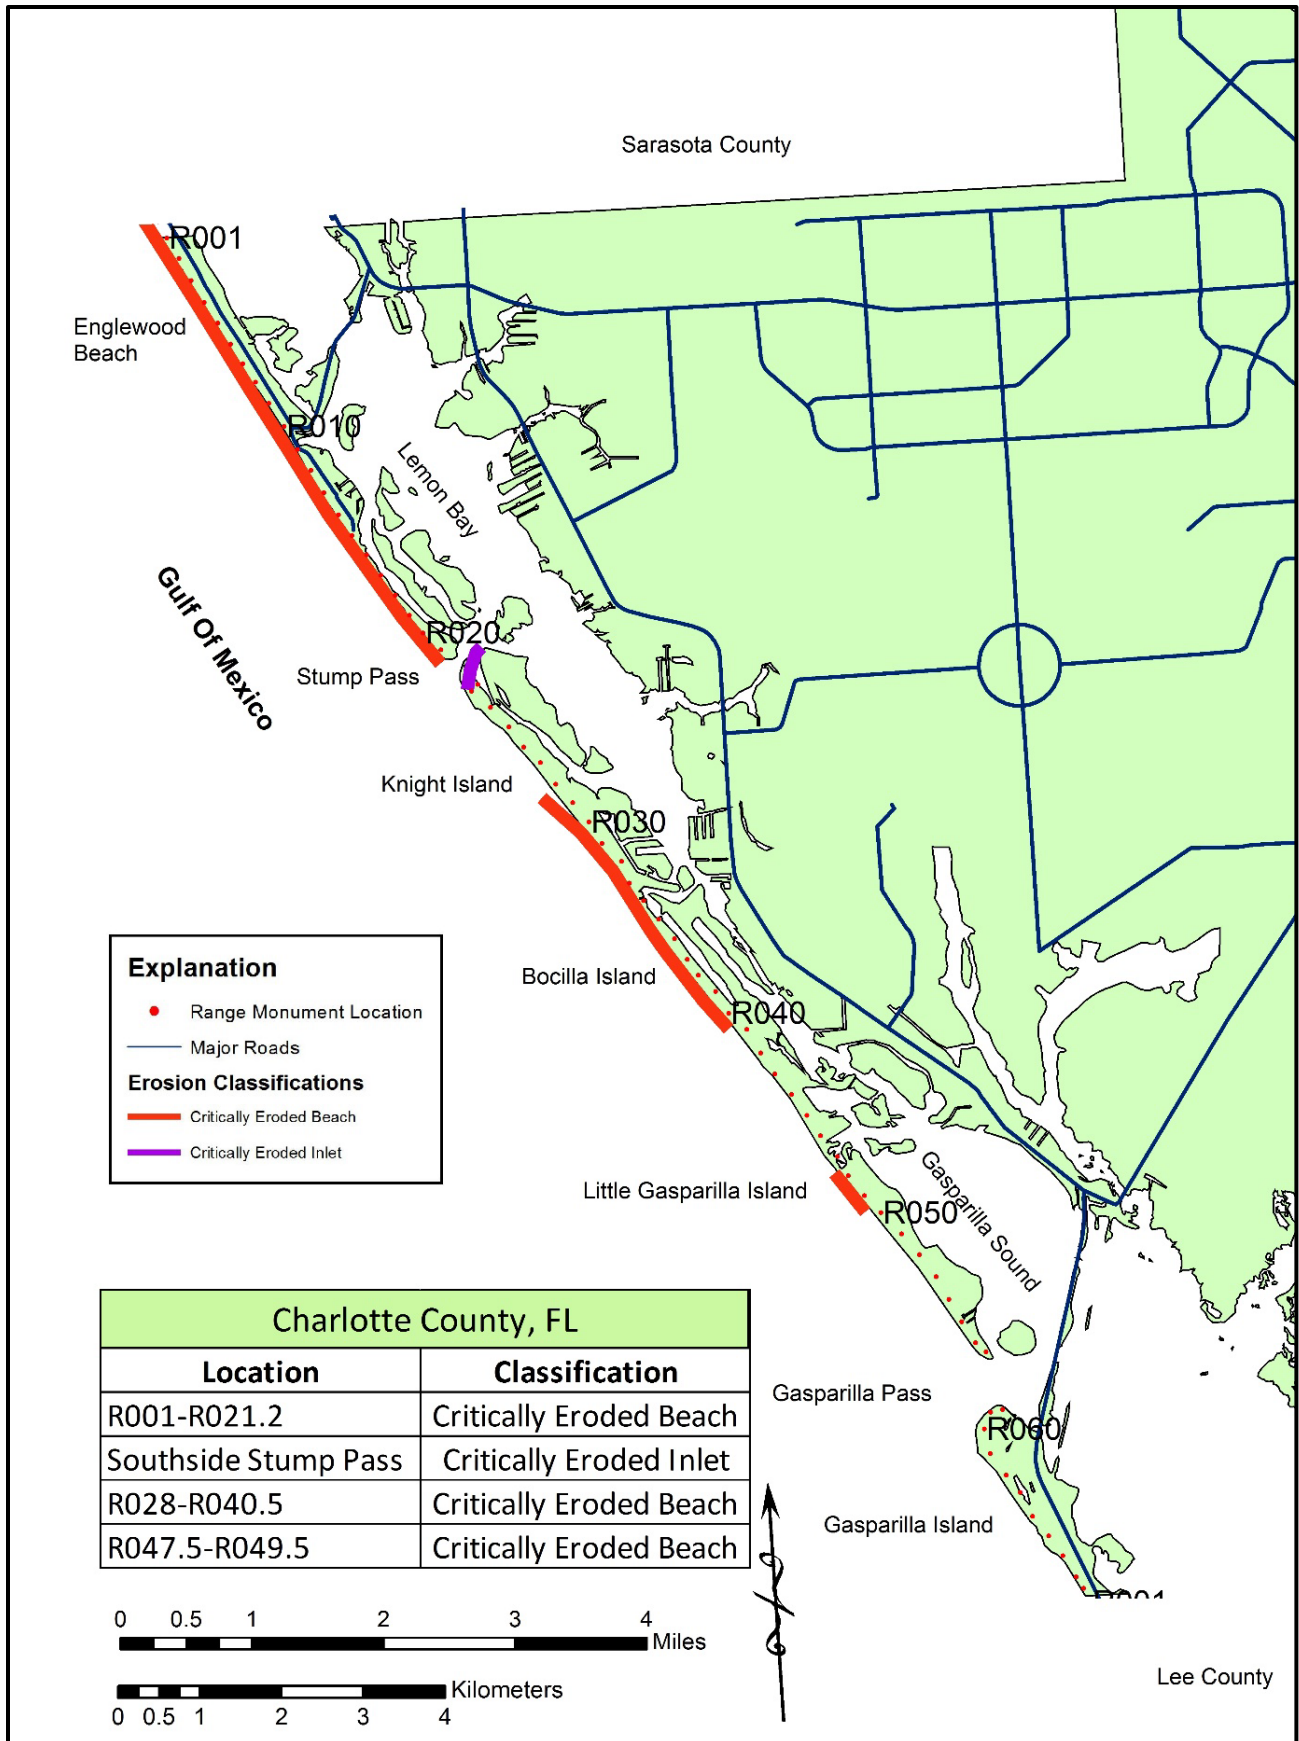 Sarasota County
R001
Englewood
Beach
R010
Lemon Bay
Gulf Of Mexico
R020
Stump Pass
Knight Island
R030
Bocilla Island
R040
Explanation
Range Monument Location
Major Roads
Erosion Classifications
Critically Eroded Beach
Critically Eroded Inlet
Little Gasparilla Island
R050
Gasparilla Sound
Charlotte County, FL
Location Classification
R001-R021.2 Critically Eroded Beach
Southside Stump Pass Critically Eroded Inlet
R028-R040.5 Critically Eroded Beach
R047.5-R049.5 Critically Eroded Beach
Gasparilla Pass
R060
Gasparilla Island
0 0.5 1 2 3 4
Miles
Kilometers
0 0.5 1 2 3 4
Lee County